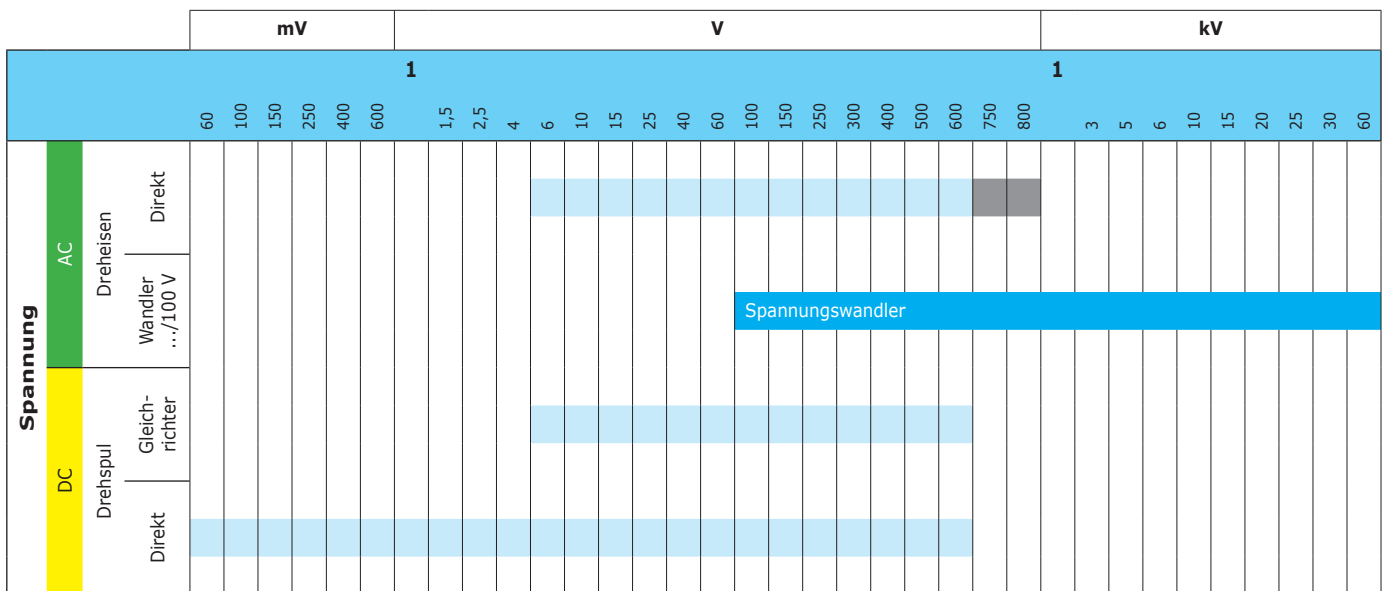 mV V kV
1 1
60 100 150 250 400 600 1,5 2,5 4 6 10 15 25 40 60 100 150 250 300 400 500 600 750 800 3 5 6 10 15 20 25 30 60
Spannung
AC
Dreheisen
Direkt
Wandler
.../100 V
Spannungswandler
DC
Drehspul
Gleich-
richter
Direkt